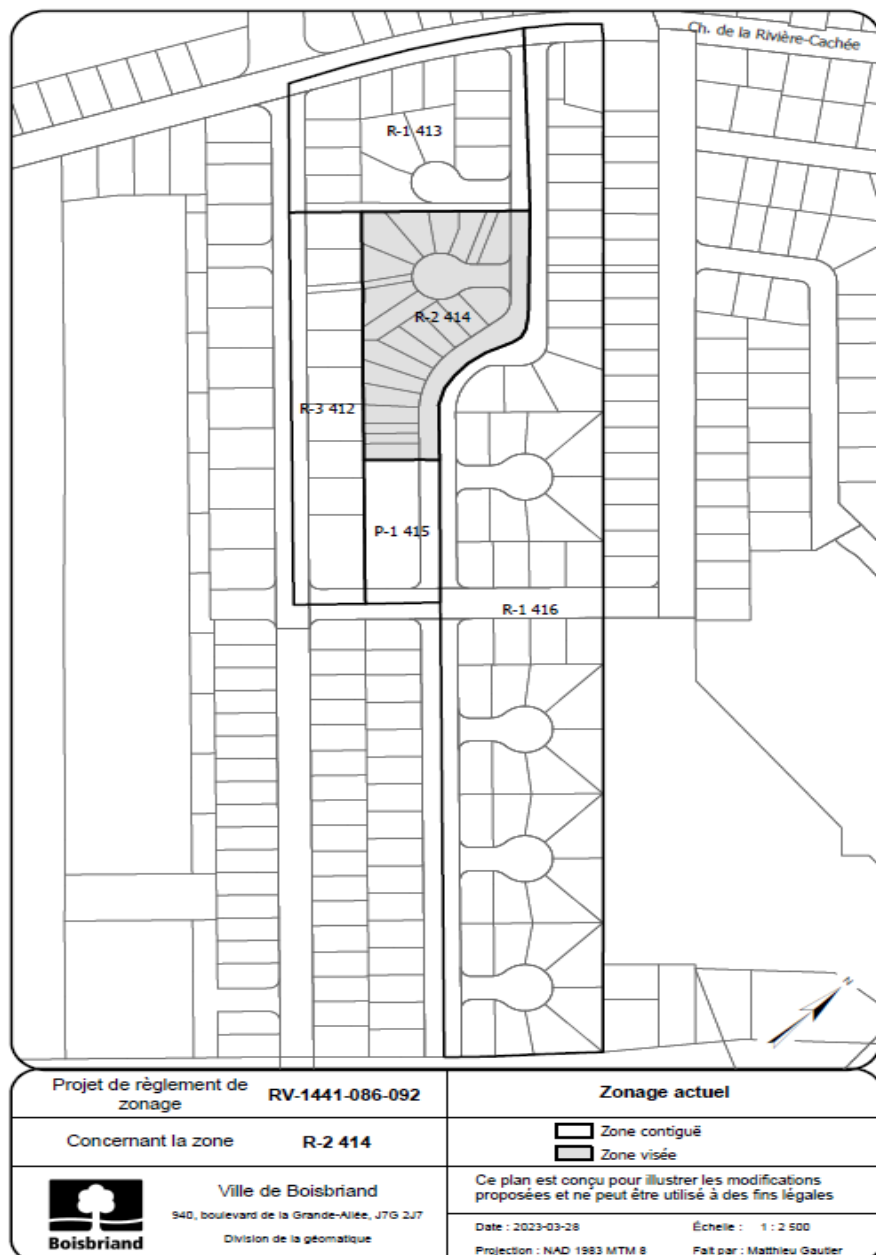 Ch. de la Rivière-Cachée
R-1 413
R-2 414
R-3 412
P-1 415
R-1 416
N
Projet de règlement de
zonage
RV-1441-086-092
Zonage actuel
Concernant la zone
R-2 414
Zone contiguë
Zone visée
Boisbriand
Ville de Boisbriand
940, boulevard de la Grande-Allée, J7G 2J7
Division de la géomatique
Ce plan est conçu pour illustrer les modifications
proposées et ne peut être utilisé à des fins légales
Date : 2023-03-28
Échelle : 1 : 2 500
Projection : NAD 1983 MTM 8
Fait par : Matthieu Gautier